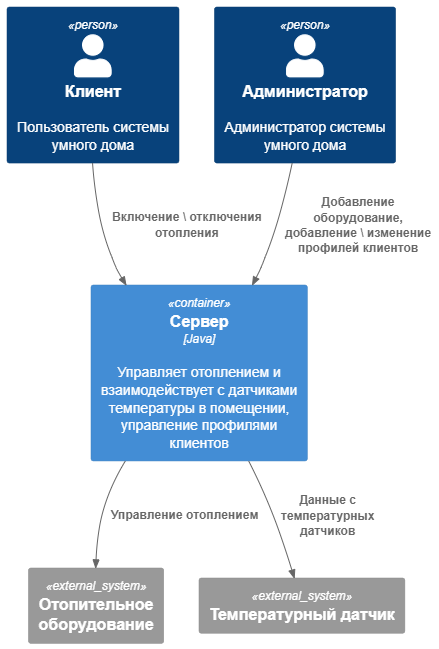 «person»
Клиент
Пользователь системы
умного дома
«person»
Администратор
Администратор системы
умного дома
Включение \ отключения
отопления
Добавление
оборудование,
добавление \ изменение
профилей клиентов
«container»
Сервер
[Java]
Управляет отоплением и
взаимодействует с датчиками
температуры в помещении,
управление профилями
клиентов
Управление отоплением
Данные с
температурных
датчиков
«external_system»
Отопительное
оборудование
«external_system»
Температурный датчик